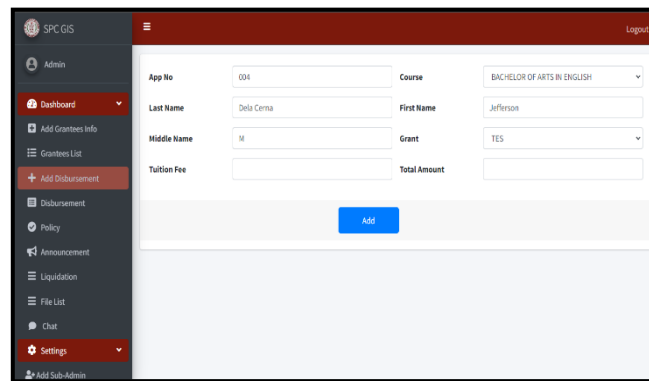 SPC GIS
Logout
Admin
Dashboard
Add Grantees Info
Grantees List
Add Disbursement
Disbursement
Policy
Announcement
Liquidation
File List
Chat
Settings
Add Sub-Admin
App No 004 Course BACHELOR OF ARTS IN ENGLISH
Last Name Dela Cerna First Name Jefferson
Middle Name M Grant TES
Tuition Fee Total Amount
Add